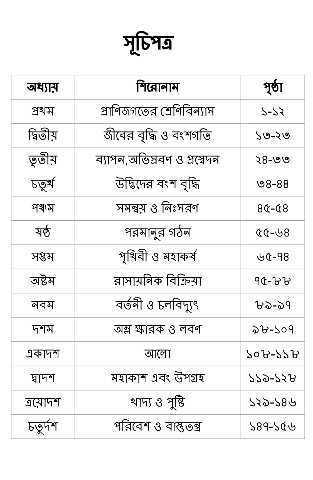 সূচিপত্র
অধ্যায় শিরোনাম পৃষ্ঠা
প্রথম প্রাণিজগতের শ্রেণিবিন্যাস ১-১২
দ্বিতীয় জীবের বৃদ্ধি ও বংশগতি ১৩-২৩
তৃতীয় ব্যাপন,অভিস্রবণ ও প্রস্বেদন ২৪-৩৩
চতুর্থ উদ্ভিদের বংশ বৃদ্ধি ৩৪-৪৪
পঞ্চম সমন্বয় ও নিঃসরণ ৪৫-৫৪
ষষ্ঠ পরমানুর গঠন ৫৫-৬৪
সপ্তম পৃথিবী ও মহাকর্ষ ৬৫-৭৪
অষ্টম রাসায়নিক বিক্রিয়া ৭৫-৮৮
নবম বর্তনী ও চলবিদ্যুৎ ৮৯-৯৭
দশম অম্ল ক্ষারক ও লবণ ৯৮-১০৭
একাদশ আলো ১০৮-১১৮
দ্বাদশ মহাকাশ এবং উপগ্রহ ১১৯-১২৮
ত্রয়োদশ খাদ্য ও পুষ্টি ১২৯-১৪৬
চতুর্দশ পরিবেশ ও বাস্তুতন্ত্র ১৪৭-১৫৬